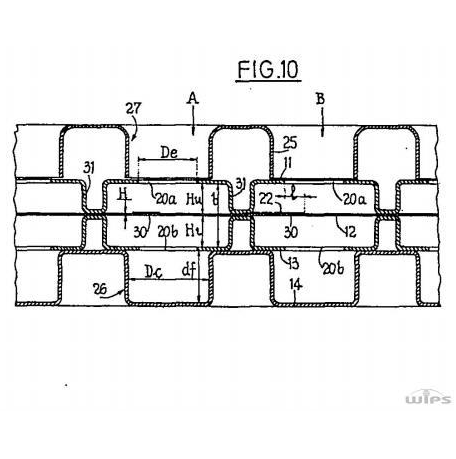 FIG.10
A B
27 25
De 11
31 H 20a Hu t 31 22 ℓ 20a
30 20b Hi 30 12
Dc df 13 20b
26 14
WIPS